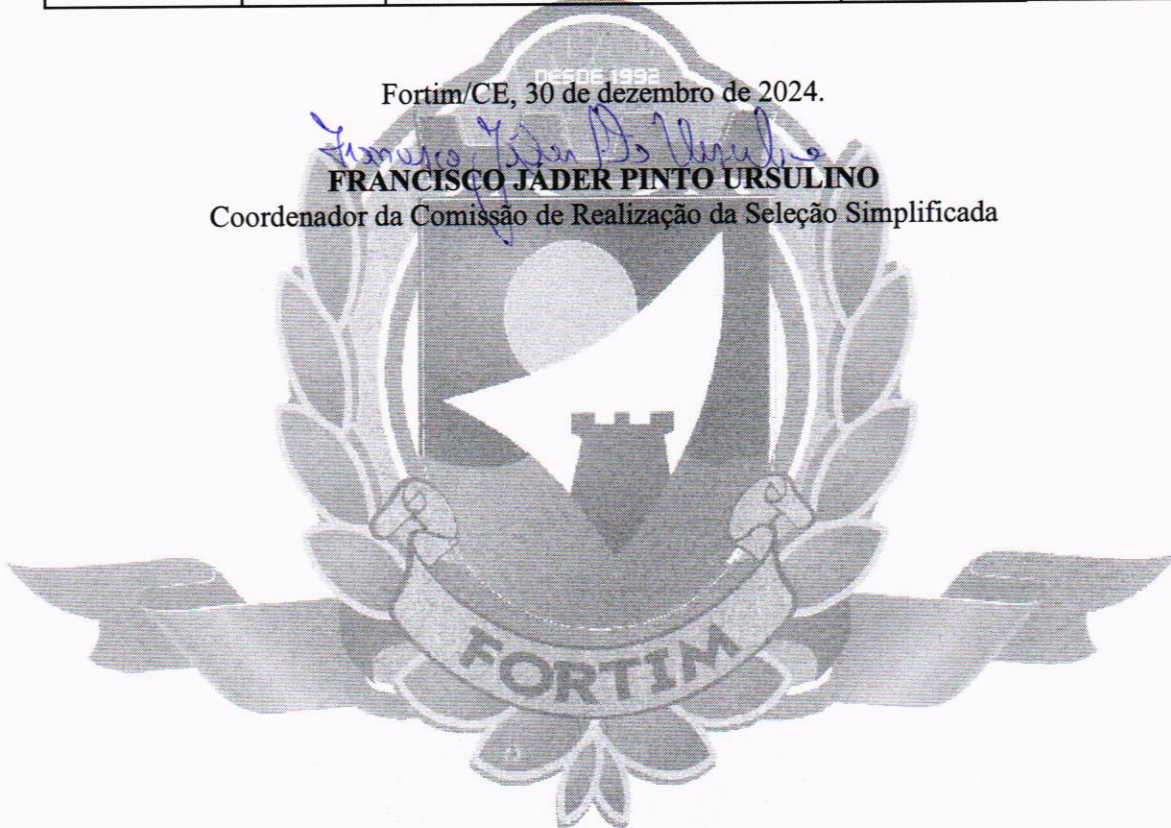 DESDE 1992
Fortim/CE, 30 de dezembro de 2024.
FRANCISCO JÁDER PINTO URSULINO
Coordenador da Comissão de Realização da Seleção Simplificada
FORTIM